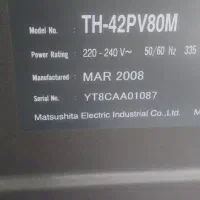 Model No. : TH-42PV80M
Power Rating : 220 - 240 V~ 50/60 Hz 335
Manufactured : MAR 2008
Serial No. : YT8CAA01087
Matsushita Electric Industrial Co.,Ltd. M